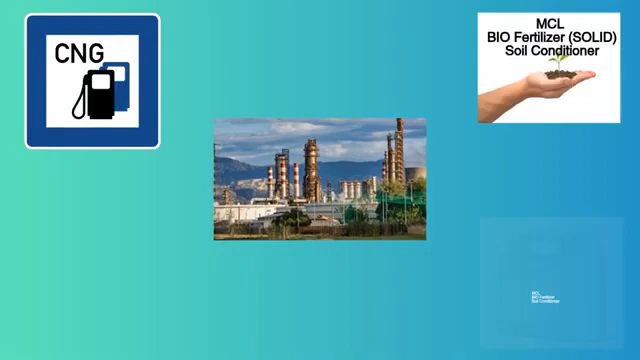 CNG
MCL
BIO Fertilizer (SOLID)
Soil Conditioner
MCL
BIO Fertilizer
Soil Conditioner